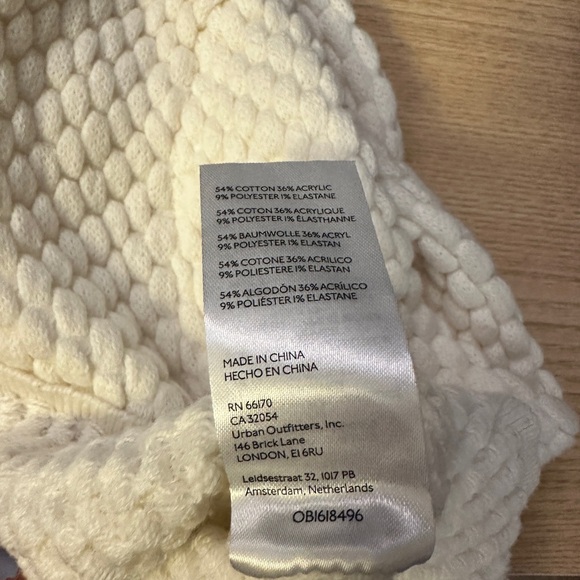 54% COTTON 36% ACRYLIC
9% POLYESTER 1% ELASTANE
54% COTON 36% ACRYLIQUE
9% POLYESTER 1% ÉLASTHANNE
54% BAUMWOLLE 36% ACRYL
9% POLYESTER 1% ELASTAN
54% COTONE 36% ACRILICO
9% POLIESTERE 1% ELASTAN
54% ALGODÓN 36% ACRÍLICO
9% POLIÉSTER 1% ELASTANE
MADE IN CHINA
HECHO EN CHINA
RN 66170
CA 32054
Urban Outfitters, Inc.
146 Brick Lane
LONDON, E1 6RU
Leidsestraat 32, 1017 PB
Amsterdam, Netherlands
OB1618496